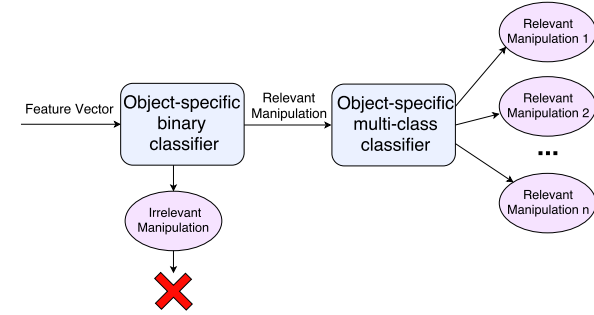 Feature Vector
Object-specific
binary
classifier
Relevant
Manipulation
Object-specific
multi-class
classifier
Relevant
Manipulation 1
Relevant
Manipulation 2
...
Relevant
Manipulation n
Irrelevant
Manipulation